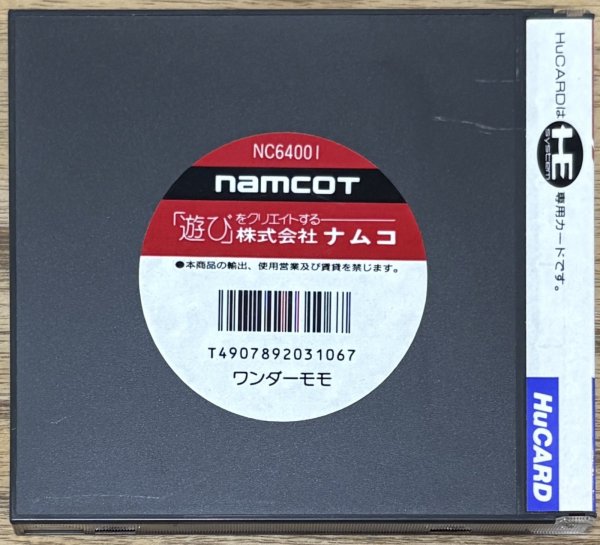 NC64001
namcot
「遊び」をクリエイトする
株式会社ナムコ
●本商品の輸出、使用営業及び賃貸を禁じます。
T4907892031067
ワンダーモモ
HuCARDは
HE
system
専用カードです。
HuCARD